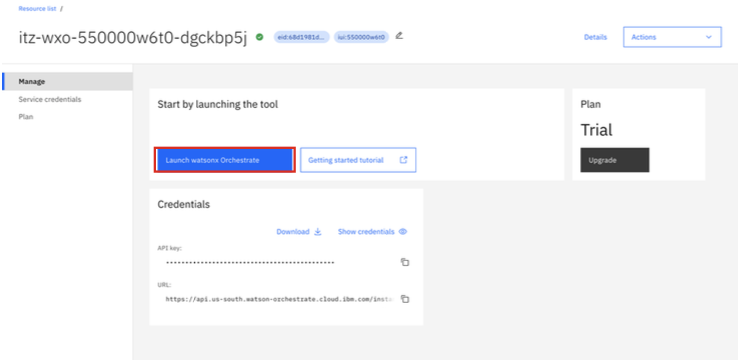 Resource list /
itz-wxo-550000w6t0-dgckbp5j
eid:68d1981d...
iui:550000w6t0
Details
Actions
Manage
Service credentials
Plan
Start by launching the tool
Launch watsonx Orchestrate
Getting started tutorial
Plan
Trial
Upgrade
Credentials
Download
Show credentials
API key:
••••••••••••••••••••••••••••••••••••••••••••
URL:
https://api.us-south.watson-orchestrate.cloud.ibm.com/insta